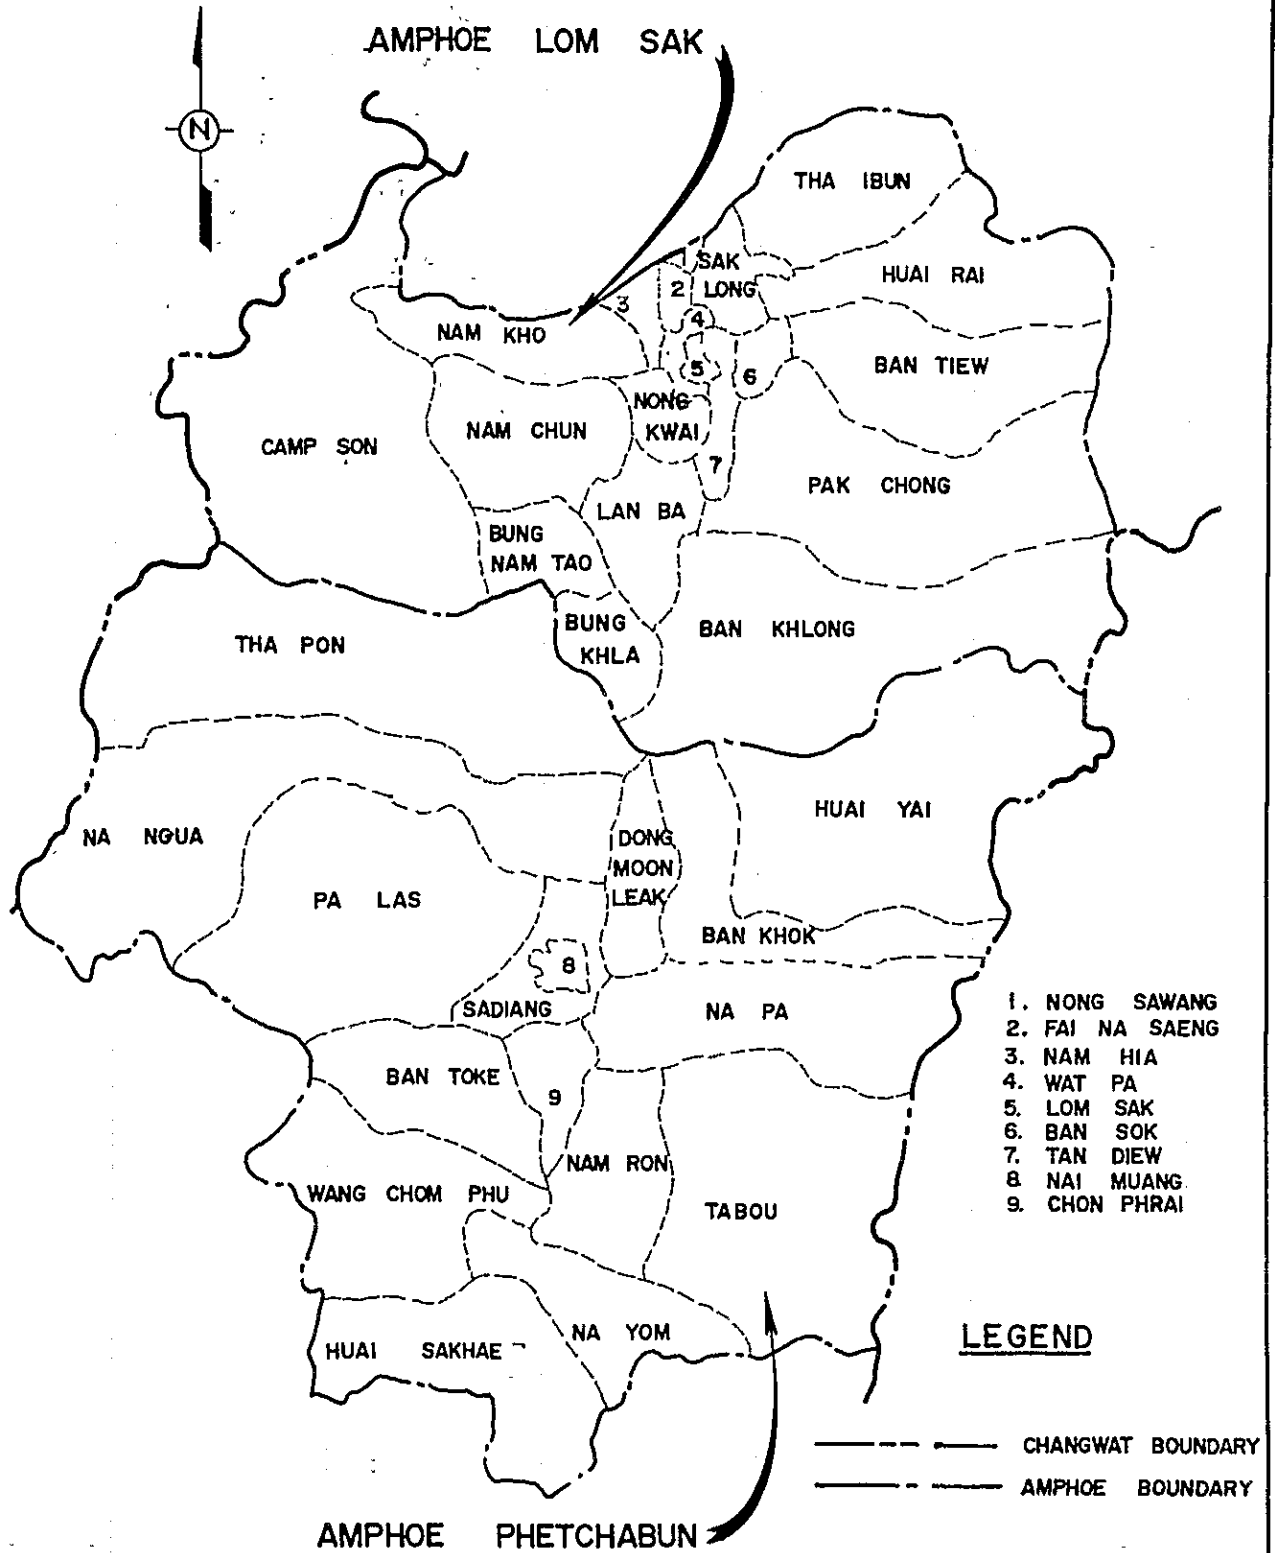 AMPHOE LOM SAK
N
THA IBUN
SAK
LONG
HUAI RAI
2
3
4
NAM KHO
5
6
BAN TIEW
NONG
KWAI
NAM CHUN
CAMP SON
7
PAK CHONG
LAN BA
BUNG
NAM TAO
BUNG
KHLA
BAN KHLONG
THA PON
HUAI YAI
NA NGUA
DONG
MOON
LEAK
PA LAS
BAN KHOK
8
SADIANG
NA PA
BAN TOKE
9
NAM RON
WANG CHOM PHU
TABOU
NA YOM
HUAI SAKHAE
1. NONG SAWANG
2. FAI NA SAENG
3. NAM HIA
4. WAT PA
5. LOM SAK
6. BAN SOK
7. TAN DIEW
8 NAI MUANG
9. CHON PHRAI
LEGEND
CHANGWAT BOUNDARY
AMPHOE BOUNDARY
AMPHOE PHETCHABUN